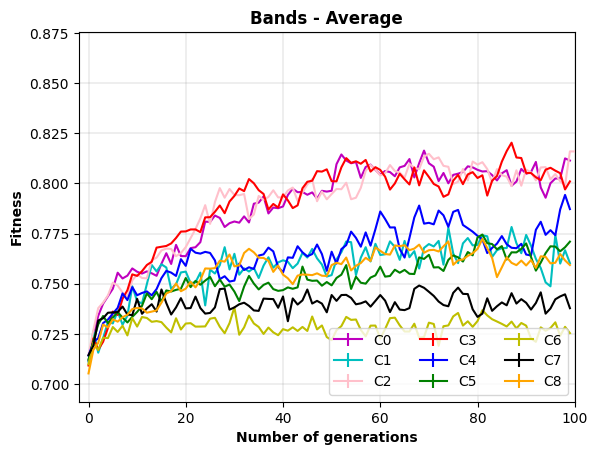 Bands - Average
0.875
0.850
0.825
0.800
0.775
0.750
0.725
0.700
Fitness
C0 C3 C6
C1 C4 C7
C2 C5 C8
0 20 40 60 80 100
Number of generations